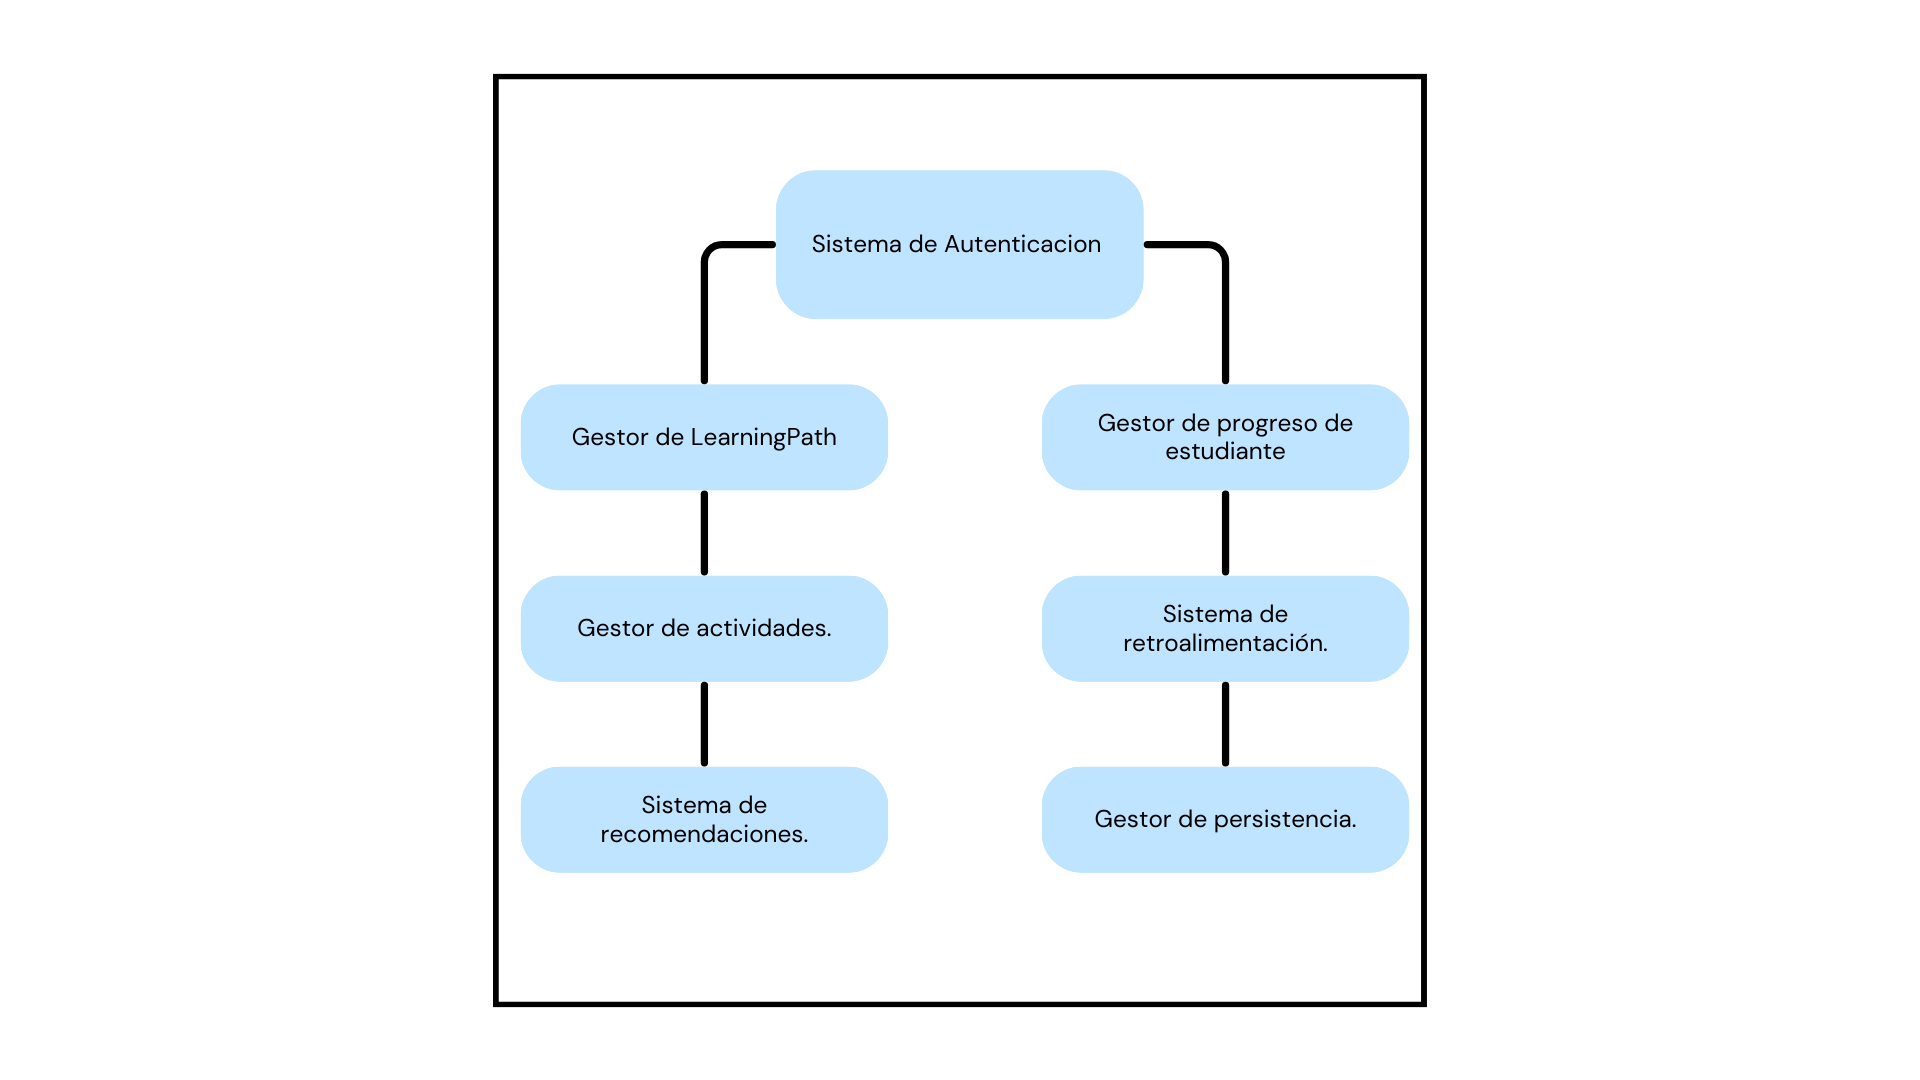 Sistema de Autenticacion
Gestor de LearningPath
Gestor de progreso de
estudiante
Gestor de actividades.
Sistema de
retroalimentación.
Sistema de
recomendaciones.
Gestor de persistencia.